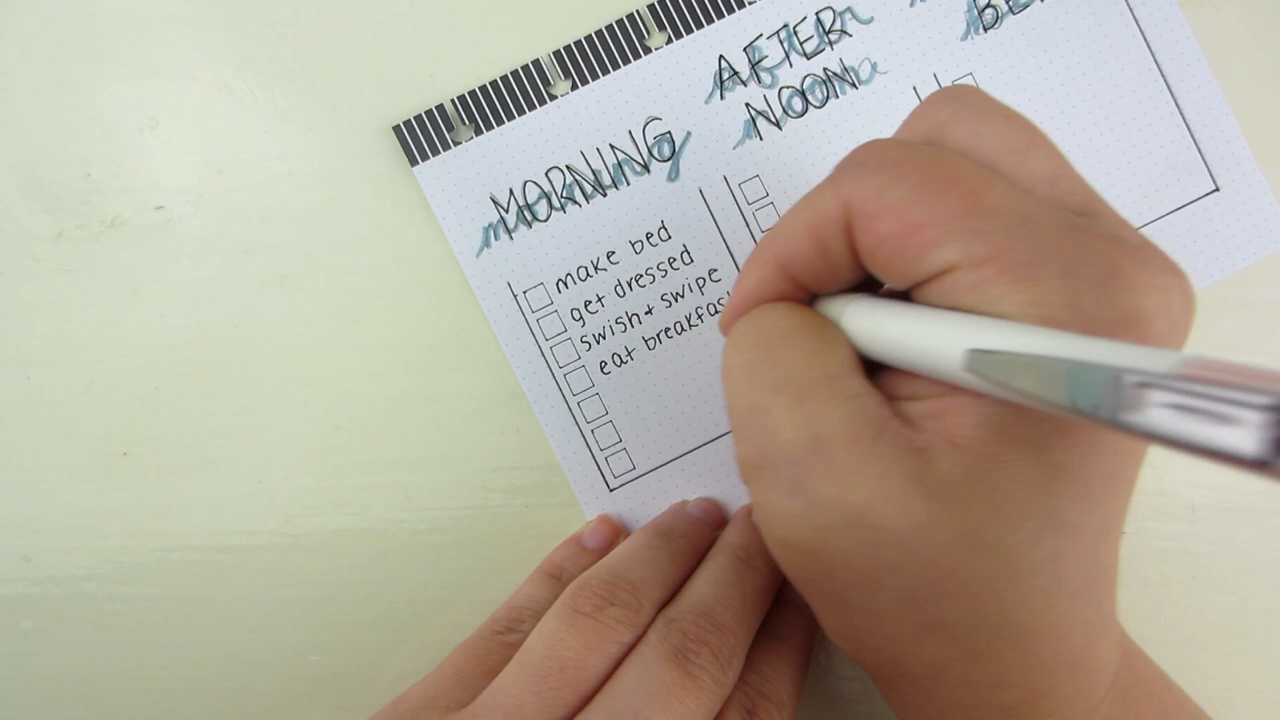 MORNING
AFTER
NOON
make bed
get dressed
swish + swipe
eat breakfast